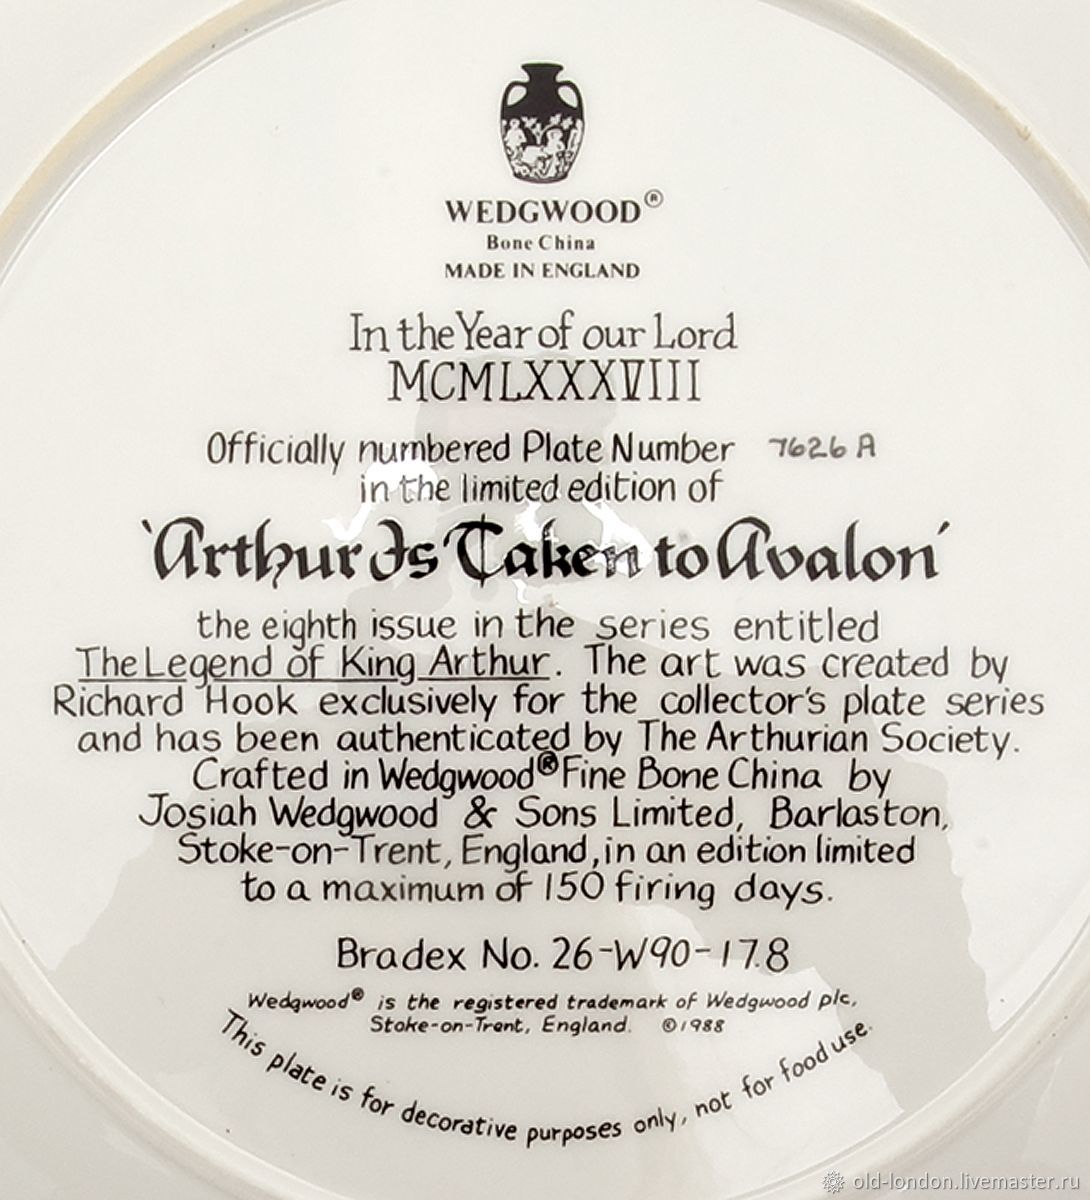 WEDGWOOD®
Bone China
MADE IN ENGLAND
In the Year of our Lord
MCMLXXXVIII
Officially numbered Plate Number 7626 A
in the limited edition of
'Arthur Is Taken to Avalon'
the eighth issue in the series entitled
The Legend of King Arthur. The art was created by
Richard Hook exclusively for the collector's plate series
and has been authenticated by The Arthurian Society.
Crafted in Wedgwood® Fine Bone China by
Josiah Wedgwood & Sons Limited, Barlaston,
Stoke-on-Trent, England, in an edition limited
to a maximum of 150 firing days.
Bradex No. 26-W90-17.8
Wedgwood® is the registered trademark of Wedgwood plc,
Stoke-on-Trent, England. ©1988
This plate is for decorative purposes only, not for food use.
old-london.livemaster.ru